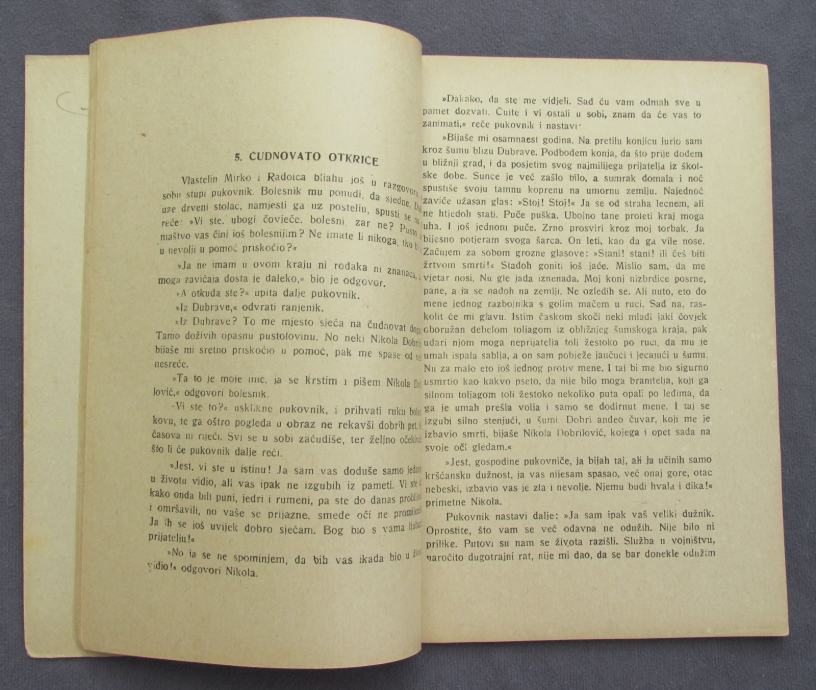 5. ČUDNOVATO OTKRIĆE
Vlastelin Mirko i Radoica bijahu još u razgovoru
sobu stupi pukovnik. Bolesnik mu ponudi, da sjedne.
uze drveni stolac, namjesti ga uz postelju, spusti se
reče: »Vi ste, ubogi čovječe, bolesni, zar ne? Pusto
maštvo vas čini još bolesnijim? Ne imate li nikoga, tko
u nevolji u pomoć priskočio?«
»Ja ne imam u ovom kraju ni rođaka ni znanaca,
moga zavičaja dosta je daleko,« bio je odgovor.
»A otkuda ste?« upita dalje pukovnik.
»Iz Dubrave,« odvrati ranjenik.
»Iz Dubrave? To me mjesto sjeća na čudnovat
Tamo doživih opasnu pustolovinu. No neki Nikola
bijaše mi sretno priskočio u pomoć, pak me spase od
nesreće.
»Ta to je moje ime, ja se krstim i pišem Nikola
lović,« odgovori bolesnik.
»Vi ste to?« usklikne pukovnik, i prihvati ruku
kovu, te ga oštro pogleda u obraz ne rekavši dobrih pet
časova ni riječi. Svi se u sobi začudiše, ter željno
što li će pukovnik dalje reći.
»Jest, vi ste u istinu! Ja sam vas doduše samo
u životu vidio, ali vas ipak ne izgubih iz pameti. Vi ste
kako onda bili puni, jedri i rumeni, pa ste do danas
i omršavili, no vaše se prijazne, smeđe oči ne
Ja ih se još uvijek dobro sjećam. Bog bio s vama
prijatelju!«
»No ja se ne spominjem, da bih vas ikada bio u
vidio!« odgovori Nikola.
»Dakako, da ste me vidjeli. Sad ću vam odmah sve u
pamet dozvati. Čujte i vi ostali u sobi, znam da će vas to
zanimati,« reče pukovnik i nastavi:
»Bijaše mi osamnaest godina. Na pretilu konjicu jurio sam
kroz šumu blizu Dubrave. Podbodem konja, da što prije dođem
u bližnji grad, i da posjetim svog najmilijega prijatelja iz škol-
ske dobe. Sunce je već zašlo bilo, a sumrak domala i noć
spustiše svoju tamnu koprenu na umornu zemlju. Najednoć
zaviče užasan glas: »Stoj! Stoj!« Ja se od straha lecnem, ali
ne htjedoh stati. Puče puška. Ubojno tane proleti kraj moga
uha. I još jednom puče. Zrno prosviri kroz moj torbak. Ja
bijesno potjeram svoga šarca. On leti, kao da ga vile nose.
Začujem za sobom grozne glasove: »Stani! stani! ili ćeš biti
žrtvom smrti!« Stadoh goniti još jače. Mislio sam, da me
vjetar nosi. Nu gle jada iznenada. Moj konj nizbrdice posrne,
pane, a ja se nađoh na zemlji. Ne ozledih se. Ali nuto, eto do
mene jednog razbojnika s golim mačem u ruci. Sad na, ras-
kolit će mi glavu. Istim časkom skoči neki mladi jaki čovjek
oboružan debelom toljagom iz obližnjeg šumskoga kraja, pak
udari njom moga neprijatelja toli žestoko po ruci, da mu je
umah ispala sablja, a on sam pobježe jaučući i jecajući u šumu.
Nu za malo eto još jednog protiv mene. I taj bi me bio sigurno
usmrtio kao kakvo pseto, da nije bilo moga branitelja, koji ga
silnom toljagom toli žestoko nekoliko puta opali po leđima, da
ga je umah prešla volja i samo se dodirnut mene. I taj se
izgubi silno stenjući, u šumi. Dobri anđeo čuvar, koji me je
izbavio smrti, bijaše Nikola Dobrilović, kojega i opet sada na
svoje oči gledam.«
»Jest, gospodine pukovniče, ja bijah taj, ali ja učinih samo
kršćansku dužnost, ja vas nijesam spasao, već onaj gore, otac
nebeski, izbavio vas je zla i nevolje. Njemu budi hvala i dika!«
primetne Nikola.
Pukovnik nastavi dalje: »Ja sam ipak vaš veliki dužnik.
Oprostite, što vam se već odavna ne odužih. Nije bilo ni
prilike. Putovi su nam se života razišli. Služba u vojništvu,
naročito dugotrajni rat, nije mi dao, da se bar donekle odužim